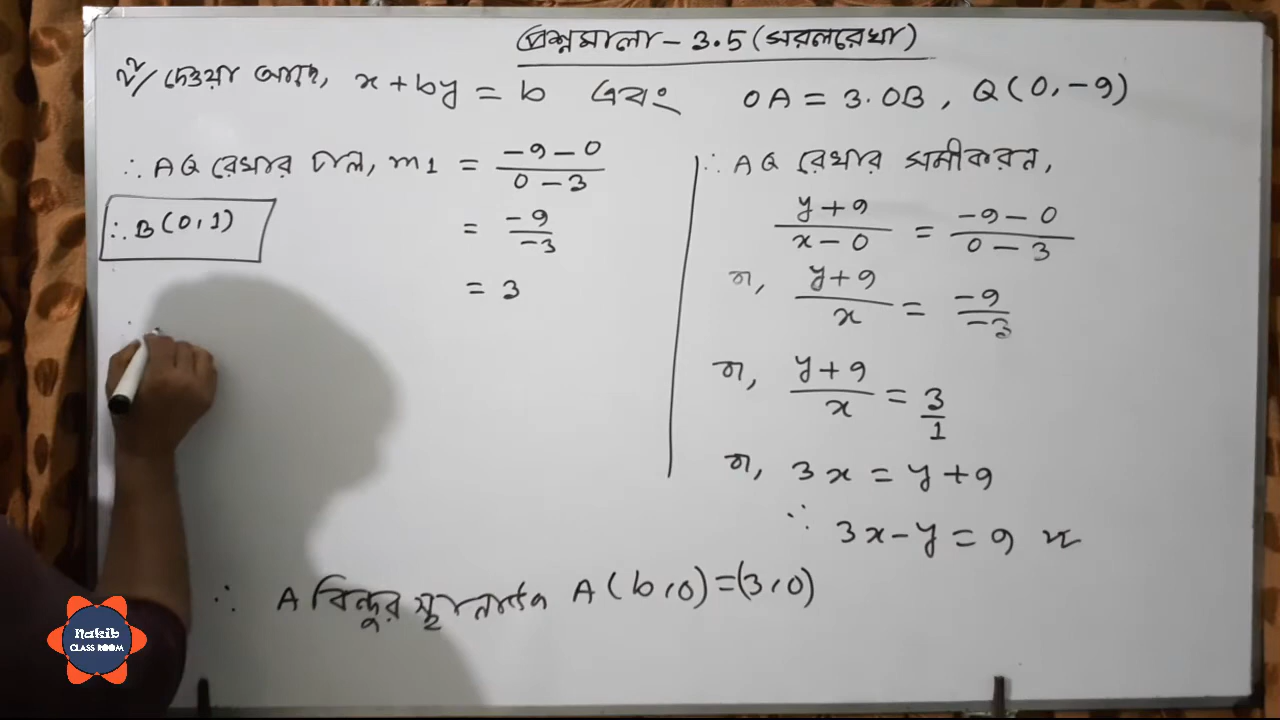 প্রশ্নমালা - 3.5 (সরলরেখা)
২২/ দেওয়া আছে, x + by = b এবং OA = 3.OB, Q(0, -9)
∴ AQ রেখার ঢাল, m1 = (-9 - 0)/(0 - 3)
∴ B(0,1)
= -9/-3
= 3
∴ AQ রেখার সমীকরন,
(y + 9)/(x - 0) = (-9 - 0)/(0 - 3)
বা, (y + 9)/x = -9/-3
বা, (y + 9)/x = 3/1
বা, 3x = y + 9
∴ 3x - y = 9
∴ A বিন্দুর স্থানাংক A(b,0) = (3,0)
Nakib
CLASS ROOM